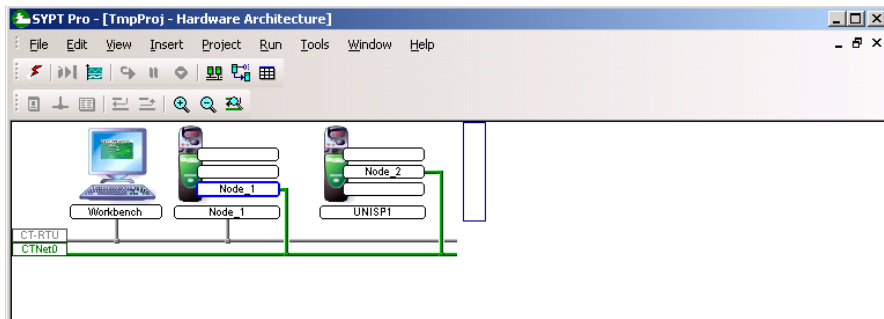 SYPT Pro - [TmpProj - Hardware Architecture]
File Edit View Insert Project Run Tools Window Help
Node_2
Node_1
Workbench Node_1 UNISP1
CT-RTU
CTNet0